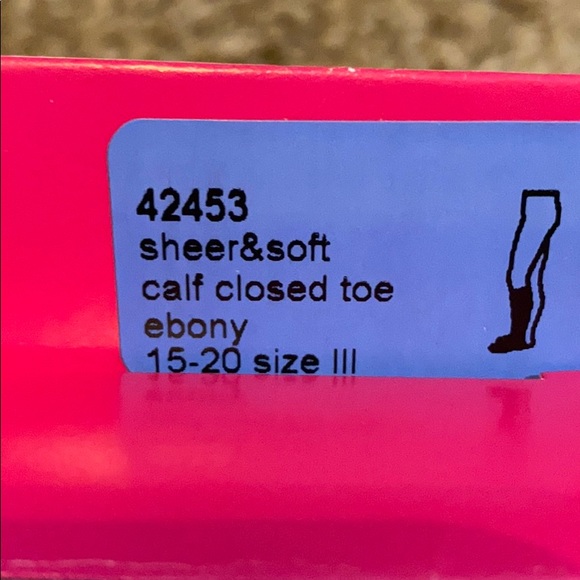 42453
sheer&soft
calf closed toe
ebony
15-20 size III